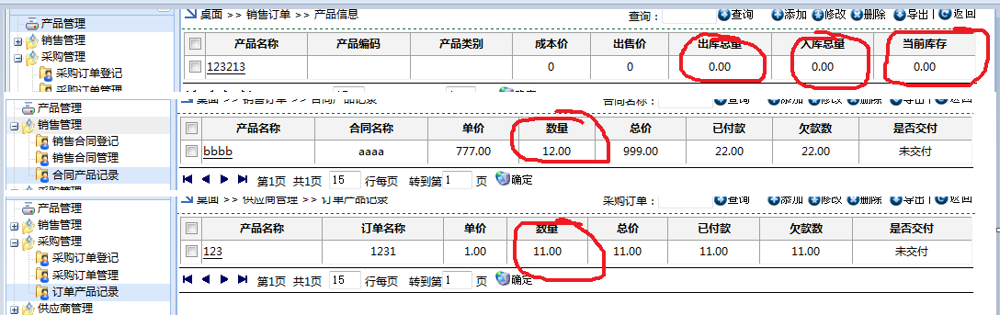 产品管理
销售管理
采购管理
采购订单登记
采购订单管理
桌面 >> 销售订单 >> 产品信息
查询: 查询 添加 修改 删除 导出 返回
产品名称 产品编码 产品类别 成本价 出售价 出库总量 入库总量 当前库存
123213 0 0 0.00 0.00 0.00
产品管理
销售管理
销售合同登记
销售合同管理
合同产品记录
采购管理
桌面 >> 销售订单 >> 合同产品记录
合同名称: 查询 添加 修改 删除 导出 返回
产品名称 合同名称 单价 数量 总价 已付款 欠款数 是否交付
bbbb aaaa 777.00 12.00 999.00 22.00 22.00 未交付
第1页 共1页 15 行每页 转到第 1 页 确定
产品管理
销售管理
采购管理
采购订单登记
采购订单管理
订单产品记录
供应商管理
桌面 >> 供应商管理 >> 订单产品记录
采购订单: 查询 添加 修改 删除 导出 返回
产品名称 订单名称 单价 数量 总价 已付款 欠款数 是否交付
123 1231 1.00 11.00 11.00 11.00 11.00 未交付
第1页 共1页 15 行每页 转到第 1 页 确定